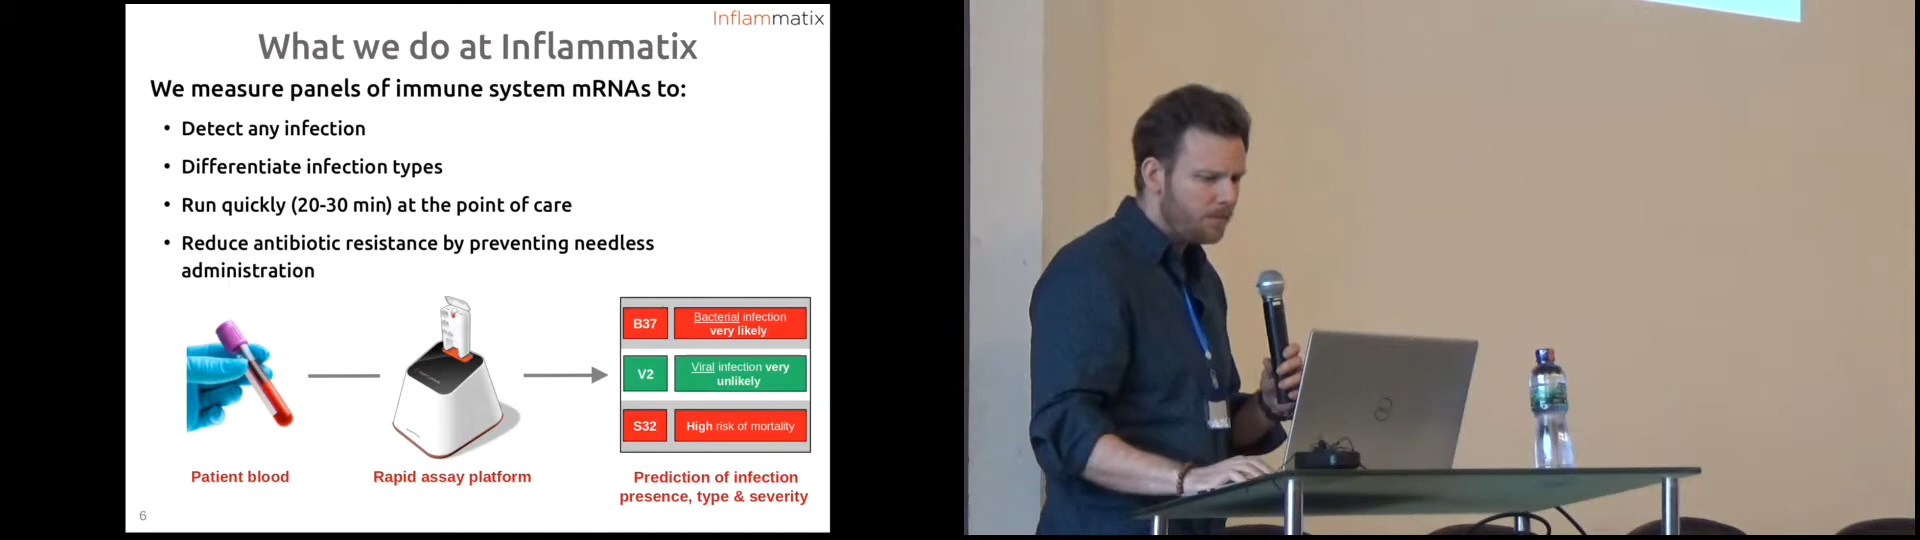 Inflammatix
What we do at Inflammatix
We measure panels of immune system mRNAs to:
• Detect any infection
• Differentiate infection types
• Run quickly (20-30 min) at the point of care
• Reduce antibiotic resistance by preventing needless
administration
B37
Bacterial infection
very likely
V2
Viral infection very
unlikely
S32
High risk of mortality
Patient blood
Rapid assay platform
Prediction of infection
presence, type & severity
6